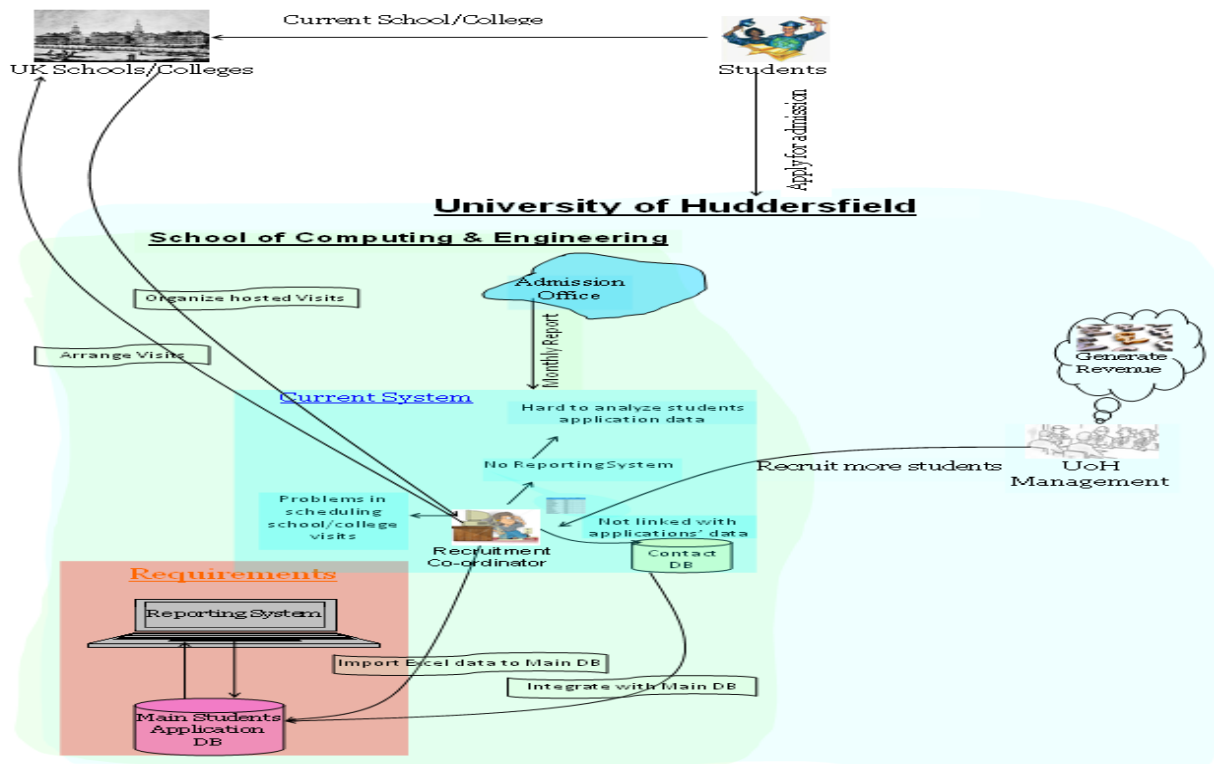 Current School/College
UK Schools/Colleges
Students
Apply for admission
University of Huddersfield
School of Computing & Engineering
Admission
Office
Organize hosted Visits
Monthly Report
Arrange Visits
Generate
Revenue
Current System
Hard to analyze students
application data
No Reporting System
Recruit more students
UoH
Management
Problems in
scheduling
school/college
visits
Not linked with
applications' data
Recruitment
Co-ordinator
Contact
DB
Requirements
Reporting System
Import Excel data to Main DB
Integrate with Main DB
Main Students
Application
DB